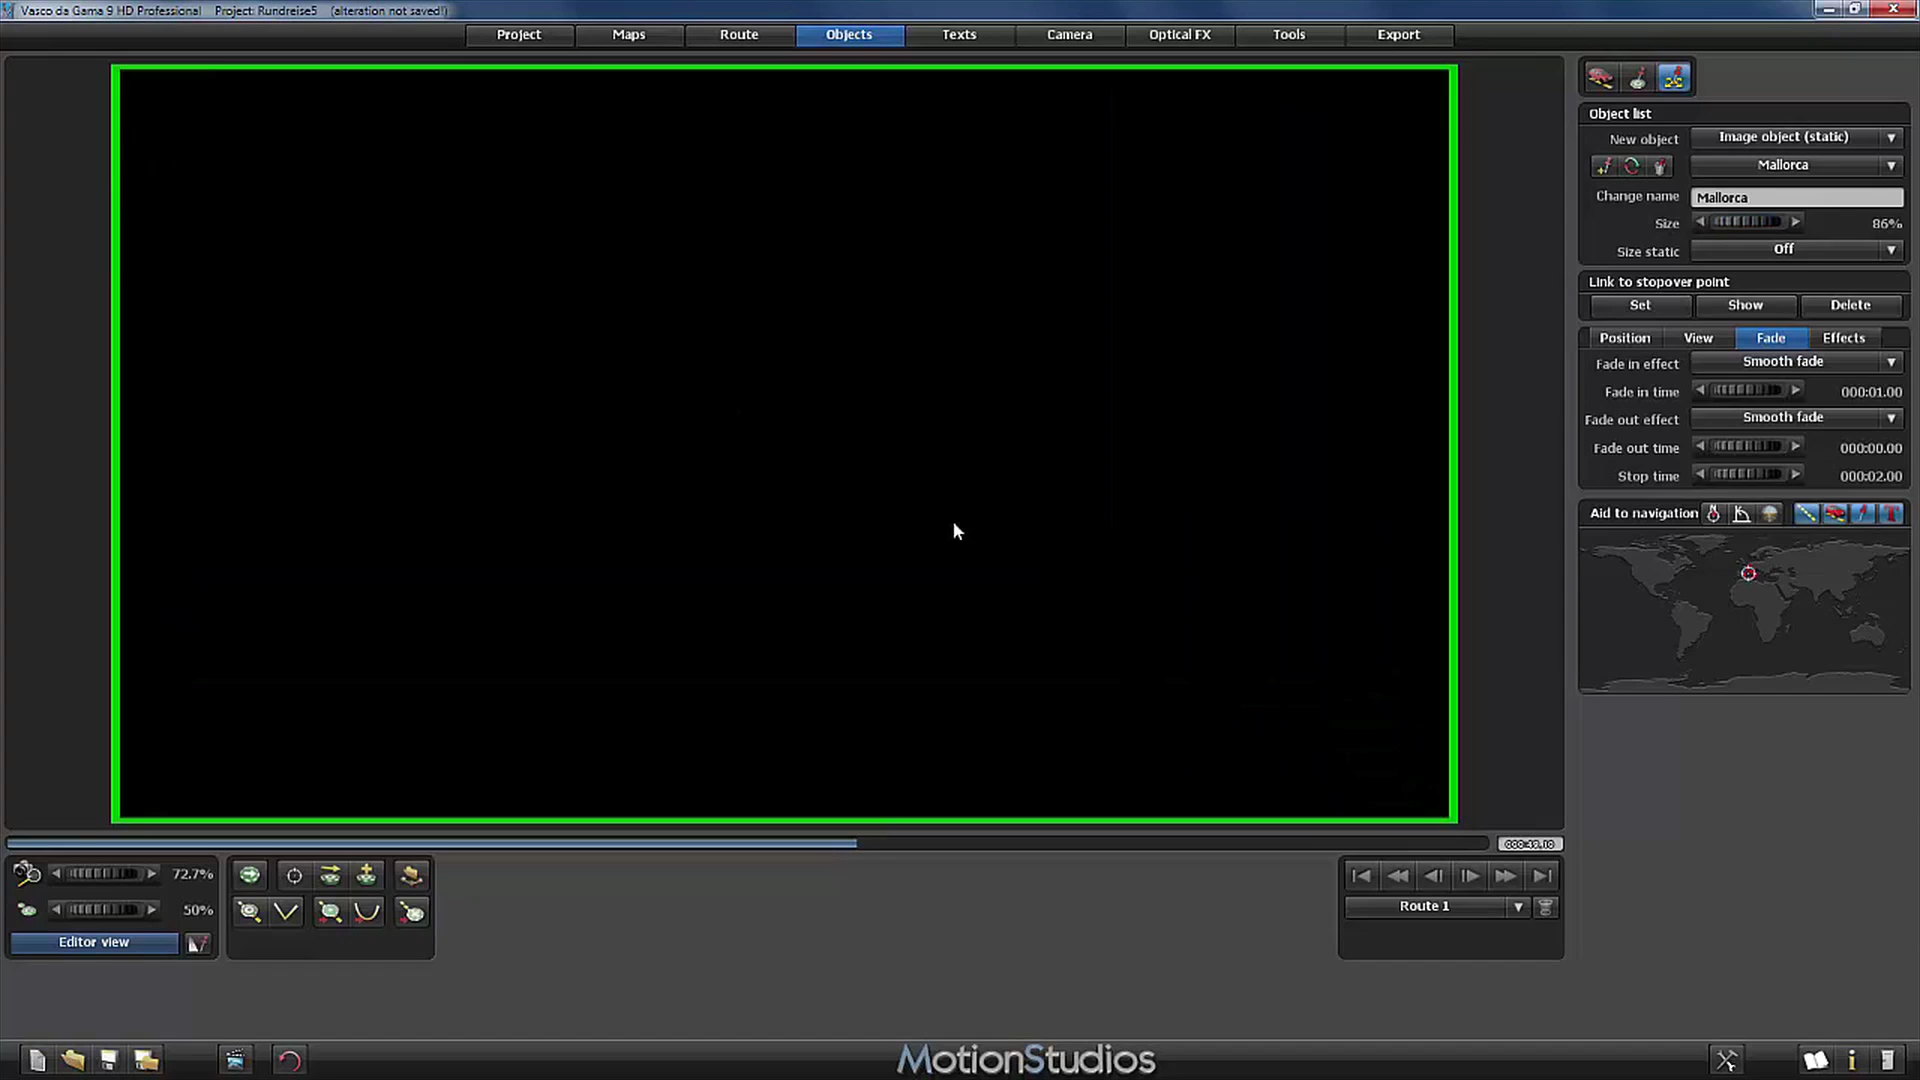 Vasco da Gama 9 HD Professional Project: Rundreise5 (alteration not saved!)
Project Maps Route Objects Texts Camera Optical FX Tools Export
Object list
New object Image object (static)
Mallorca
Change name Mallorca
Size 86%
Size static Off
Link to stopover point
Set Show Delete
Position View Fade Effects
Fade in effect Smooth fade
Fade in time 000:01.00
Fade out effect Smooth fade
Fade out time 000:00.00
Stop time 000:02.00
Aid to navigation
72.7%
50%
Editor view
Route 1
MotionStudios